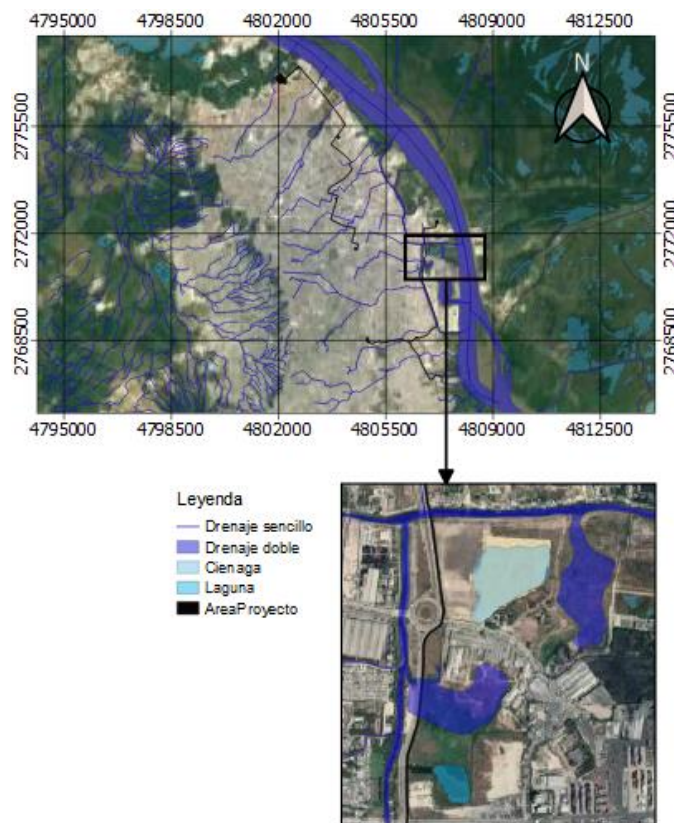 4795000 4798500 4802000 4805500 4809000 4812500
N
2775500 2775500
2772000 2772000
2768500 2768500
4795000 4798500 4802000 4805500 4809000 4812500
Leyenda
Drenaje sencillo
Drenaje doble
Cienaga
Laguna
AreaProyecto